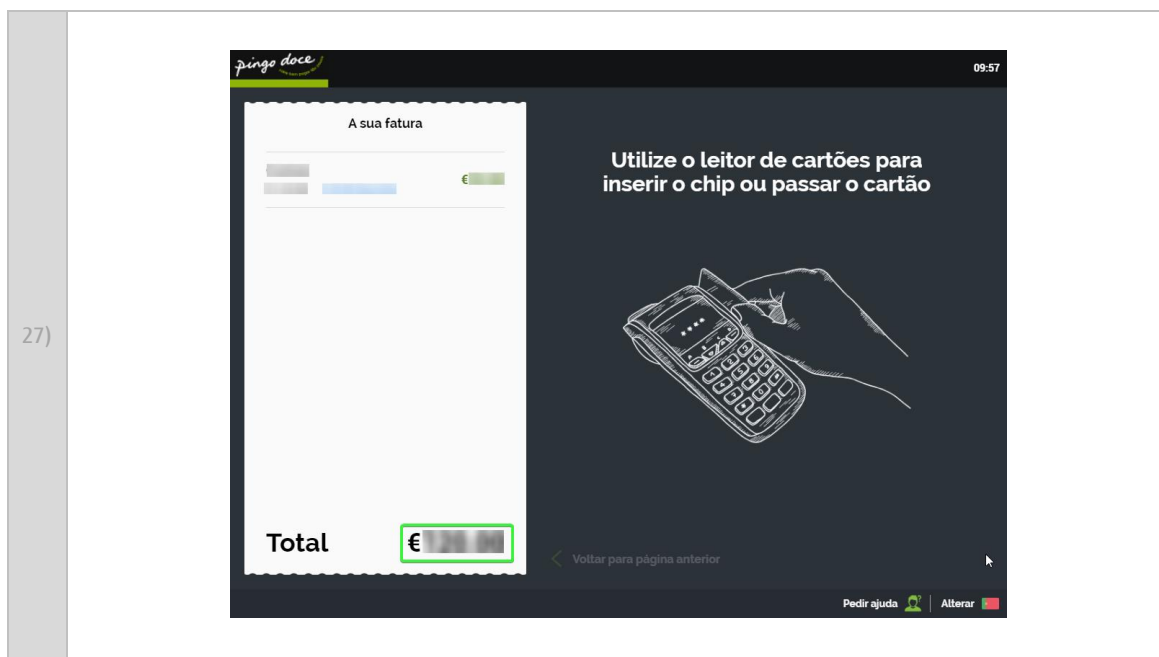 27)
pingo doce
09:57
A sua fatura
€
Utilize o leitor de cartões para
inserir o chip ou passar o cartão
Total €
Voltar para página anterior
Pedir ajuda
Alterar